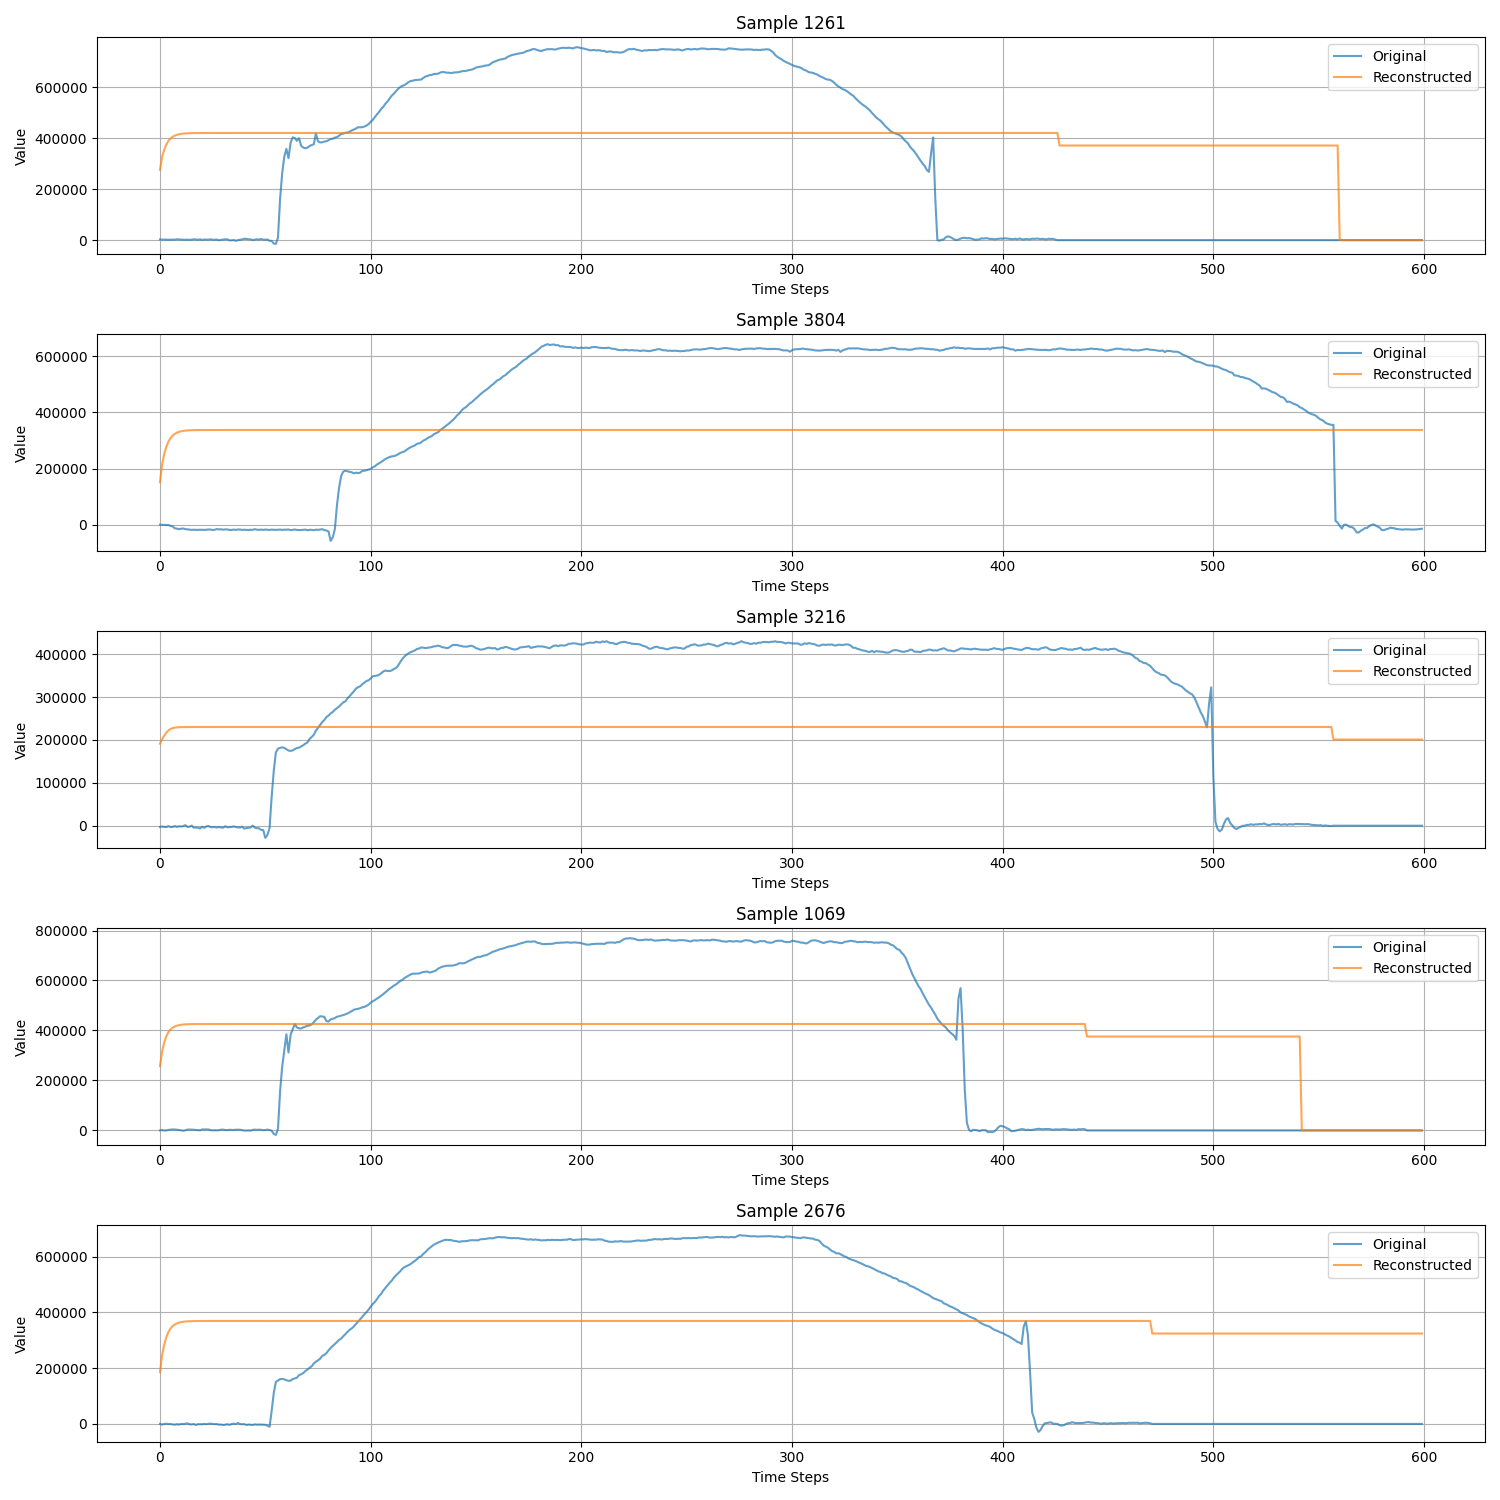 Sample 1261
Value
600000
400000
200000
0
Original
Reconstructed
0 100 200 300 400 500 600
Time Steps
Sample 3804
Value
600000
400000
200000
0
Original
Reconstructed
0 100 200 300 400 500 600
Time Steps
Sample 3216
Value
400000
300000
200000
100000
0
Original
Reconstructed
0 100 200 300 400 500 600
Time Steps
Sample 1069
Value
800000
600000
400000
200000
0
Original
Reconstructed
0 100 200 300 400 500 600
Time Steps
Sample 2676
Value
600000
400000
200000
0
Original
Reconstructed
0 100 200 300 400 500 600
Time Steps